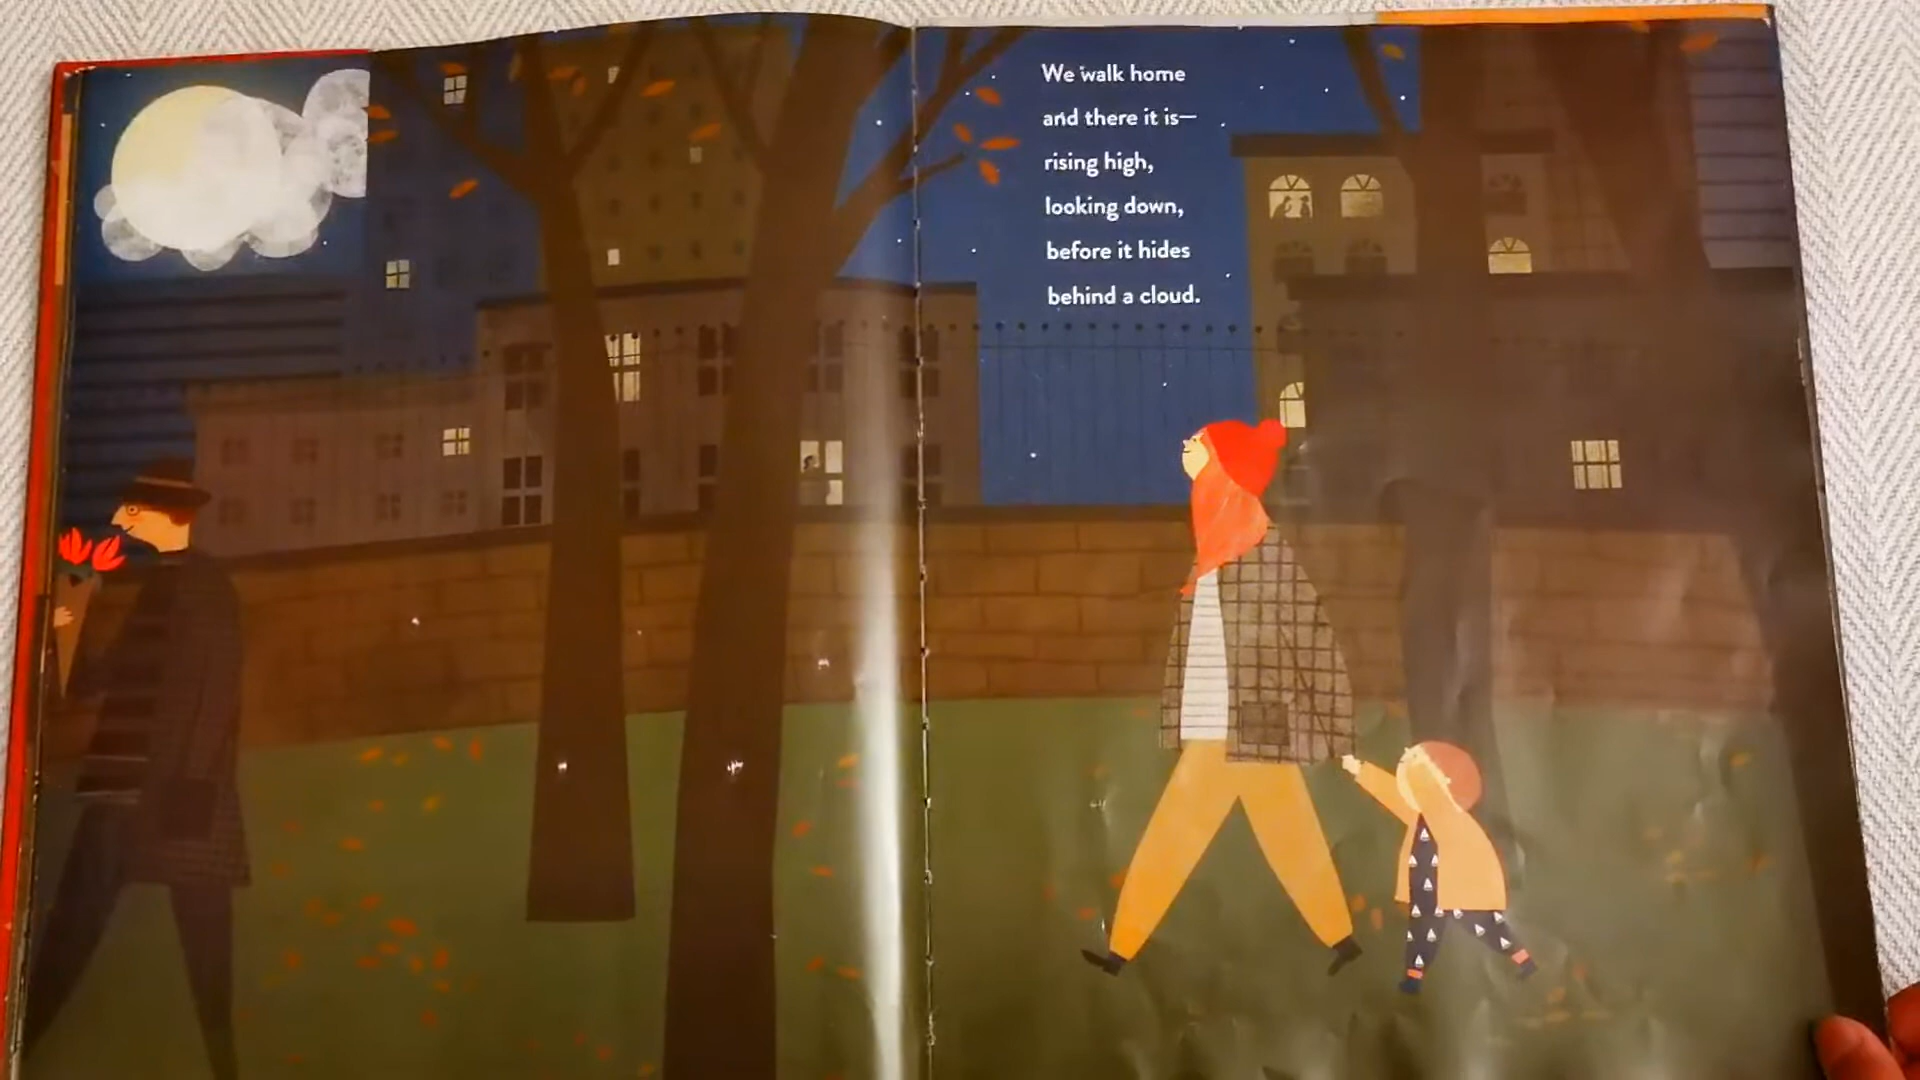 We walk home
and there it is—
rising high,
looking down,
before it hides
behind a cloud.